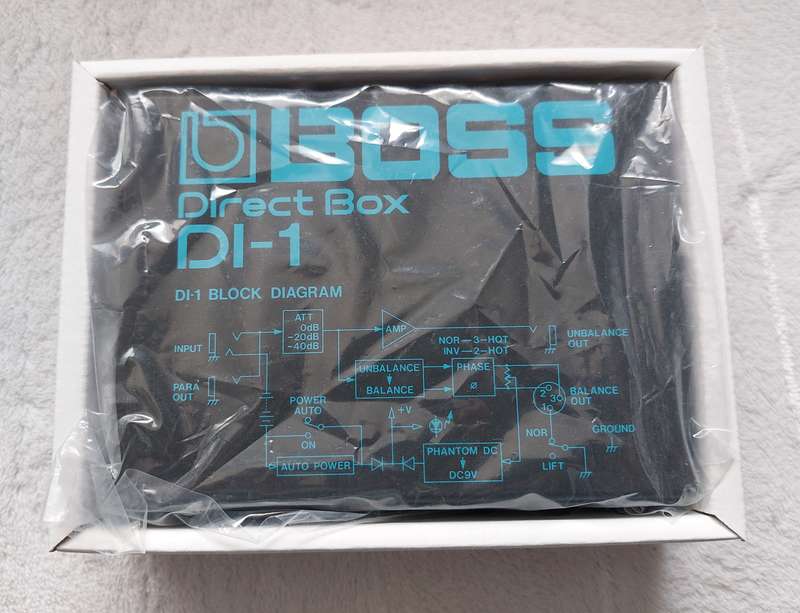 BOSS
Direct Box
DI-1
DI-1 BLOCK DIAGRAM
ATT
0dB
-20dB
-40dB
AMP
INPUT
PARA
OUT
UNBALANCE
OUT
NOR—3-HOT
INV—2-HOT
UNBALANCE
BALANCE
PHASE
ø
2 3
1
BALANCE
OUT
POWER
AUTO
ON
+V
AUTO POWER
PHANTOM DC
DC9V
NOR
LIFT
GROUND